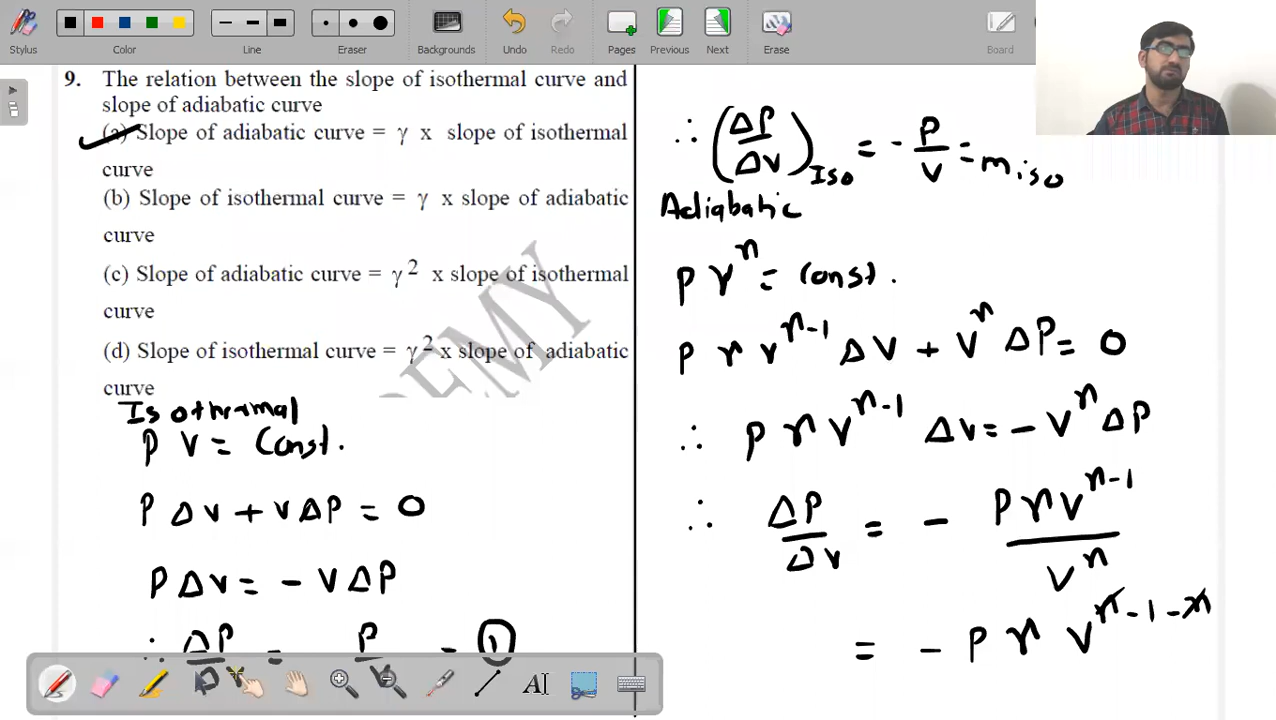 Stylus
Color
Line
Eraser
Backgrounds
Undo
Redo
Pages
Previous
Next
Erase
Board
9. The relation between the slope of isothermal curve and
slope of adiabatic curve
(a) Slope of adiabatic curve = γ x slope of isothermal
curve
(b) Slope of isothermal curve = γ x slope of adiabatic
curve
(c) Slope of adiabatic curve = γ² x slope of isothermal
curve
(d) Slope of isothermal curve = γ² x slope of adiabatic
curve
EMY
Isothermal
P V = Const.
P ΔV + V ΔP = 0
P ΔV = - V ΔP
∴ (ΔP/ΔV)Iso = - P/V = m iso
Adiabatic
P V^γ = Const.
P γ V^γ-1 ΔV + V^γ ΔP = 0
∴ P γ V^γ-1 ΔV = - V^γ ΔP
∴ ΔP/ΔV = - P γ V^γ-1 / V^γ
= - P γ V^γ-1-γ